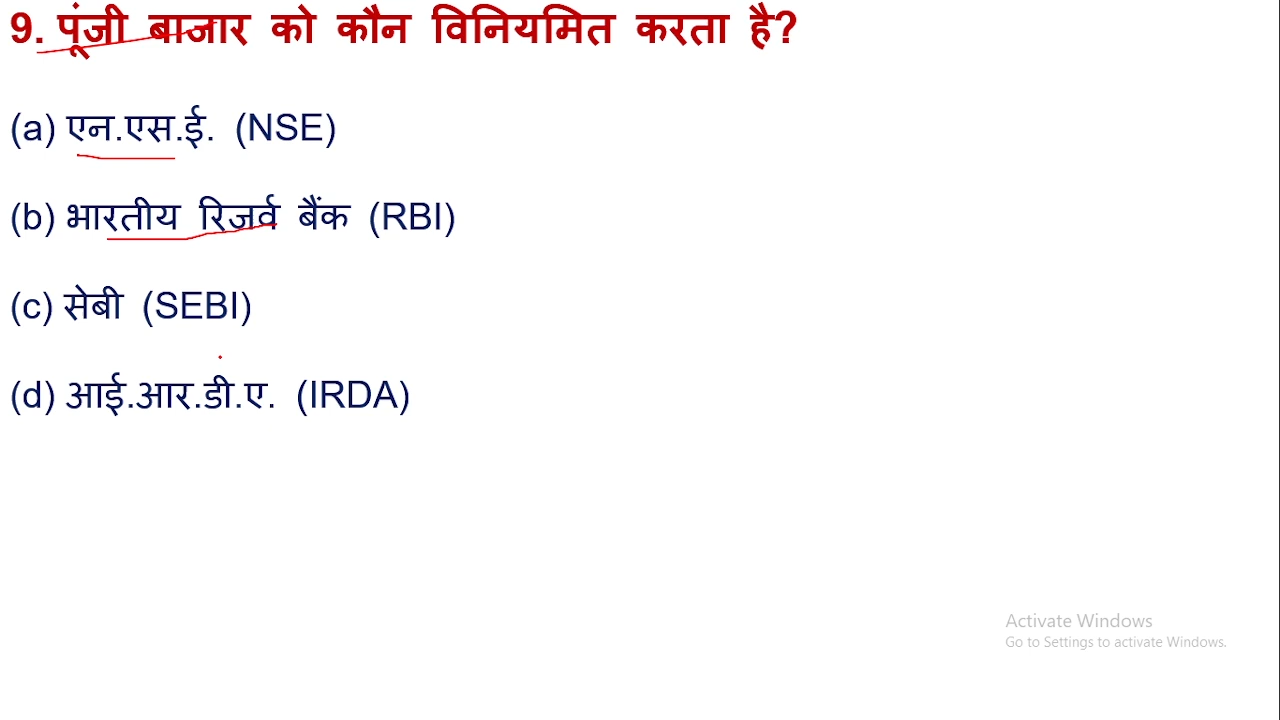 9. पूंजी बाजार को कौन विनियमित करता है?
(a) एन.एस.ई. (NSE)
(b) भारतीय रिजर्व बैंक (RBI)
(c) सेबी (SEBI)
(d) आई.आर.डी.ए. (IRDA)
Activate Windows
Go to Settings to activate Windows.